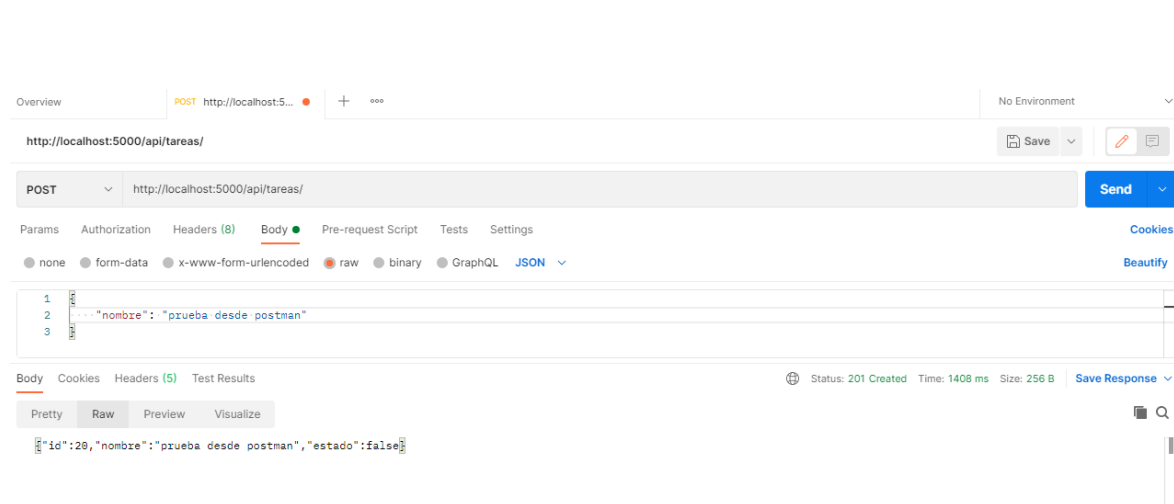 Overview POST http://localhost:5... No Environment
http://localhost:5000/api/tareas/ Save
POST http://localhost:5000/api/tareas/ Send
Params Authorization Headers (8) Body Pre-request Script Tests Settings Cookies
none form-data x-www-form-urlencoded raw binary GraphQL JSON Beautify
1 {
2 "nombre": "prueba desde postman"
3 }
Body Cookies Headers (5) Test Results Status: 201 Created Time: 1408 ms Size: 256 B Save Response
Pretty Raw Preview Visualize
{"id":20,"nombre":"prueba desde postman","estado":false}